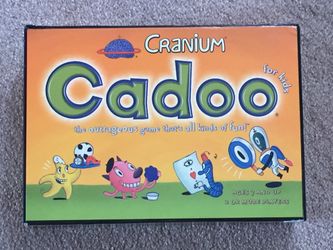 CRANIUM®
Cadoo®
for kids
the outrageous game that's all kinds of fun!™
AGES 7 AND UP
2 OR MORE PLAYERS